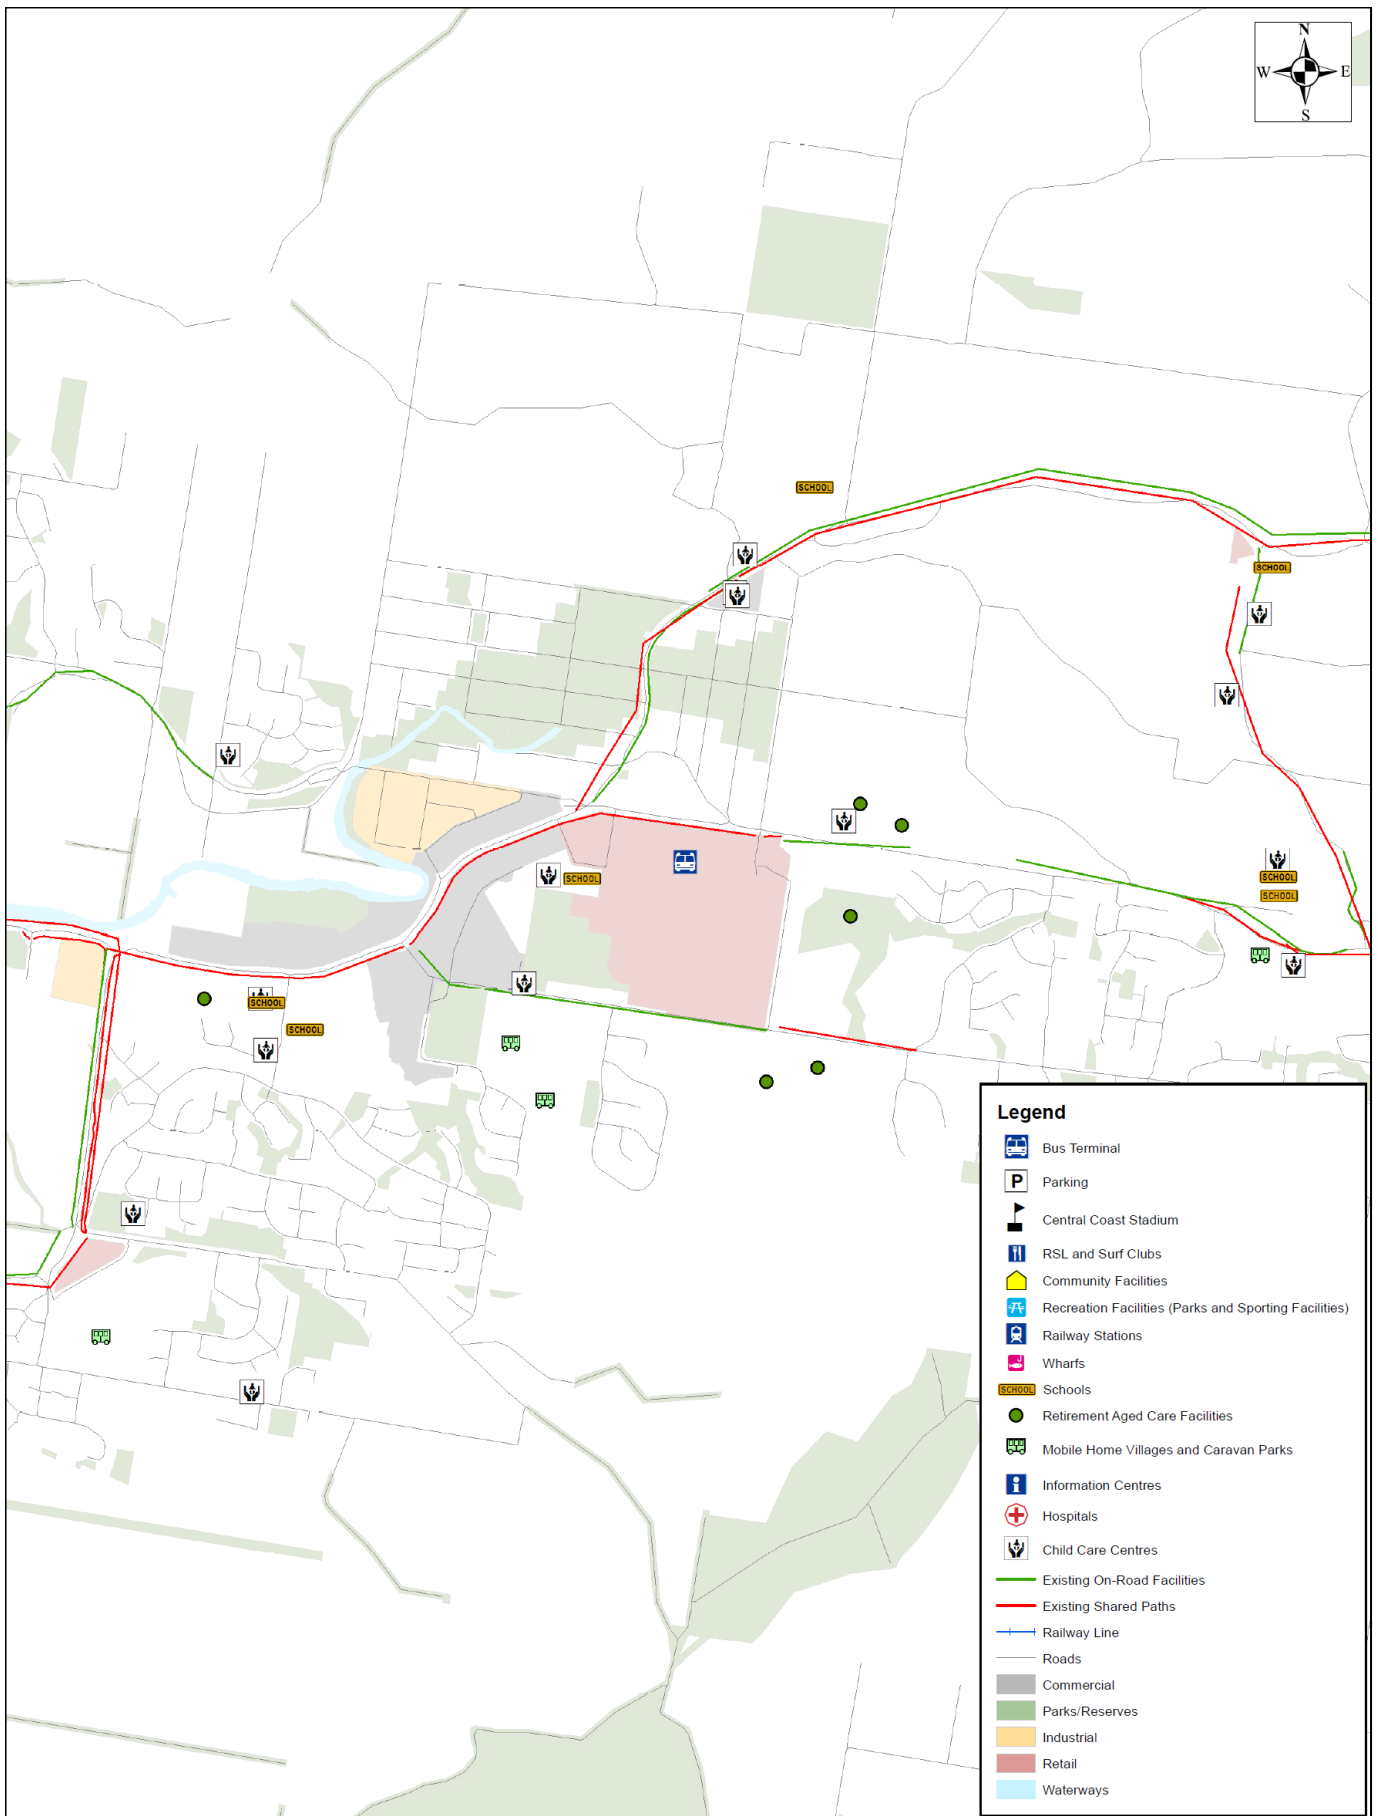 N
W E
S
SCHOOL
SCHOOL
SCHOOL
SCHOOL
SCHOOL
SCHOOL
SCHOOL
Legend
Bus Terminal
P Parking
Central Coast Stadium
RSL and Surf Clubs
Community Facilities
Recreation Facilities (Parks and Sporting Facilities)
Railway Stations
Wharfs
SCHOOL Schools
Retirement Aged Care Facilities
Mobile Home Villages and Caravan Parks
i Information Centres
Hospitals
Child Care Centres
Existing On-Road Facilities
Existing Shared Paths
Railway Line
Roads
Commercial
Parks/Reserves
Industrial
Retail
Waterways